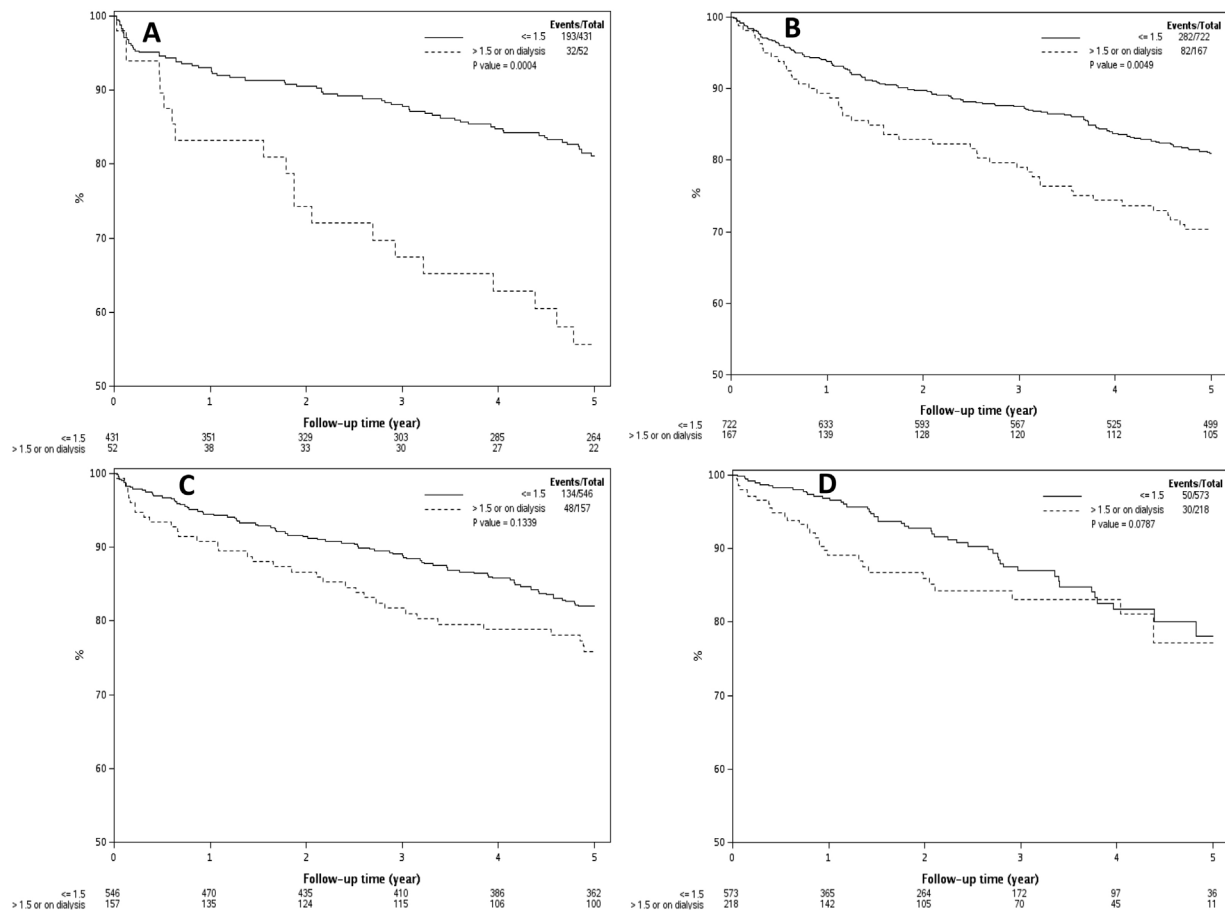 A
Events/Total
<= 1.5 193/431
> 1.5 or on dialysis 32/52
P value = 0.0004
100
90
80
70
60
50
%
0 1 2 3 4 5
Follow-up time (year)
<= 1.5 431 351 329 303 285 264
> 1.5 or on dialysis 52 38 33 30 27 22
B
Events/Total
<= 1.5 282/722
> 1.5 or on dialysis 82/167
P value = 0.0049
100
90
80
70
60
50
%
0 1 2 3 4 5
Follow-up time (year)
<= 1.5 722 633 593 567 525 499
> 1.5 or on dialysis 167 139 128 120 112 105
C
Events/Total
<= 1.5 134/546
> 1.5 or on dialysis 48/157
P value = 0.1339
100
90
80
70
60
50
%
0 1 2 3 4 5
Follow-up time (year)
<= 1.5 546 470 435 410 386 362
> 1.5 or on dialysis 157 135 124 115 106 100
D
Events/Total
<= 1.5 50/573
> 1.5 or on dialysis 30/218
P value = 0.0787
100
90
80
70
60
50
%
0 1 2 3 4 5
Follow-up time (year)
<= 1.5 573 365 264 172 97 36
> 1.5 or on dialysis 218 142 105 70 45 11